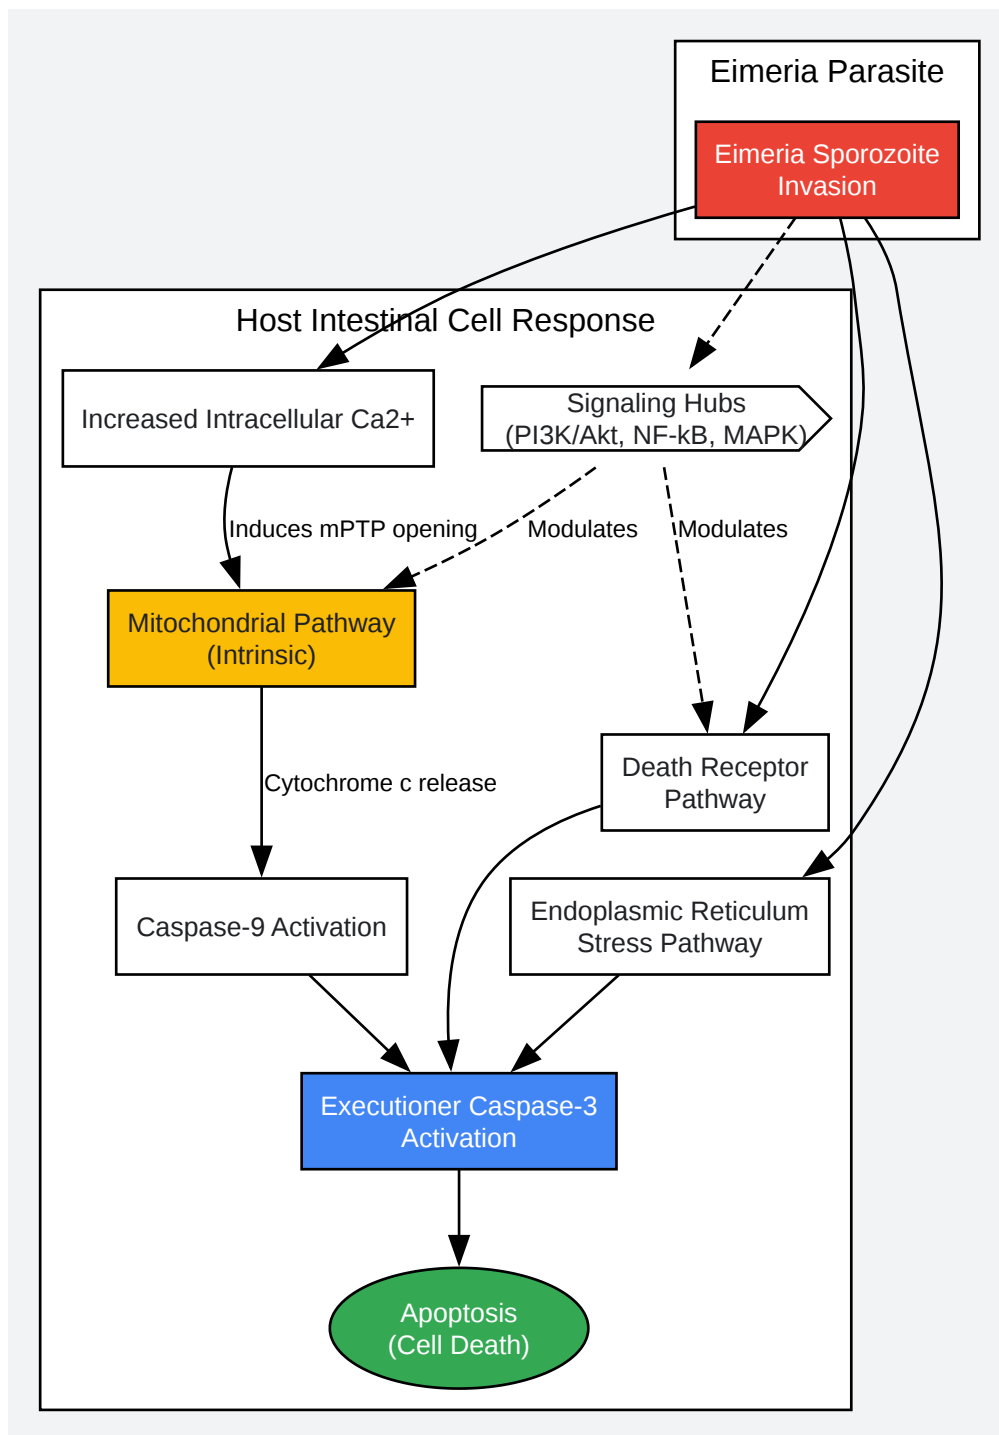 Eimeria Parasite
Eimeria Sporozoite
Invasion
Host Intestinal Cell Response
Increased Intracellular Ca2+
Signaling Hubs
(PI3K/Akt, NF-kB, MAPK)
Induces mPTP opening
Modulates
Modulates
Mitochondrial Pathway
(Intrinsic)
Cytochrome c release
Death Receptor
Pathway
Caspase-9 Activation
Endoplasmic Reticulum
Stress Pathway
Executioner Caspase-3
Activation
Apoptosis
(Cell Death)